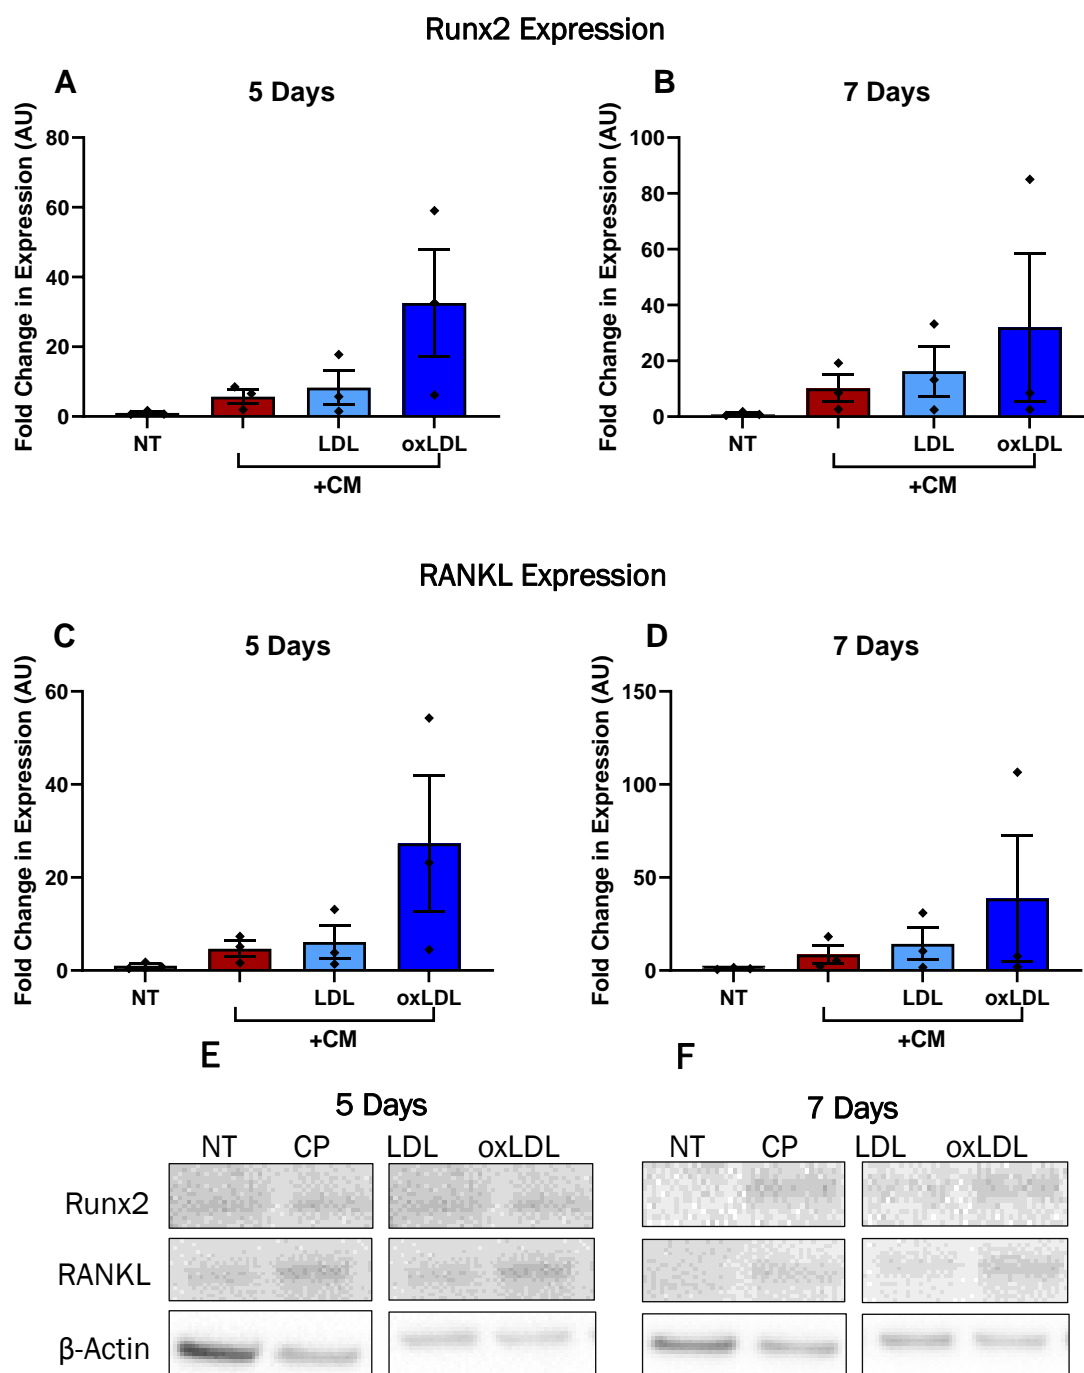 Runx2 Expression
A
5 Days
Fold Change in Expression (AU)
80
60
40
20
0
NT
LDL
oxLDL
+CM
B
7 Days
Fold Change in Expression (AU)
100
80
60
40
20
0
NT
LDL
oxLDL
+CM
RANKL Expression
C
5 Days
Fold Change in Expression (AU)
60
40
20
0
NT
LDL
oxLDL
+CM
D
7 Days
Fold Change in Expression (AU)
150
100
50
0
NT
LDL
oxLDL
+CM
E
5 Days
NT CP LDL oxLDL
F
7 Days
NT CP LDL oxLDL
Runx2
RANKL
β-Actin